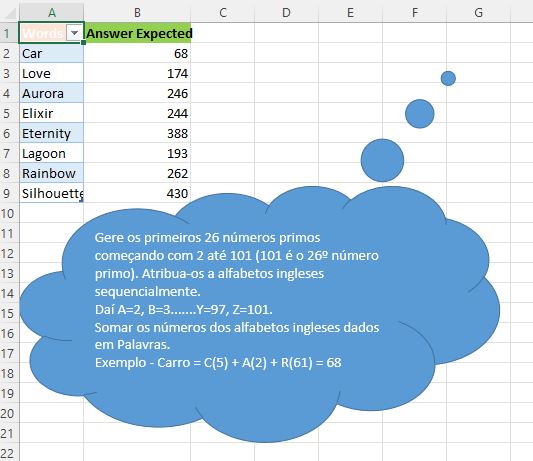 A B C D E F G
1 Words Answer Expected
2 Car 68
3 Love 174
4 Aurora 246
5 Elixir 244
6 Eternity 388
7 Lagoon 193
8 Rainbow 262
9 Silhouette 430
10
11
Gere os primeiros 26 números primos
12
começando com 2 até 101 (101 é o 26º número
13
primo). Atribua-os a alfabetos ingleses
14
sequencialmente.
15
Daí A=2, B=3.......Y=97, Z=101.
16
Somar os números dos alfabetos ingleses dados
17
em Palavras.
18
Exemplo - Carro = C(5) + A(2) + R(61) = 68
19
20
21
22